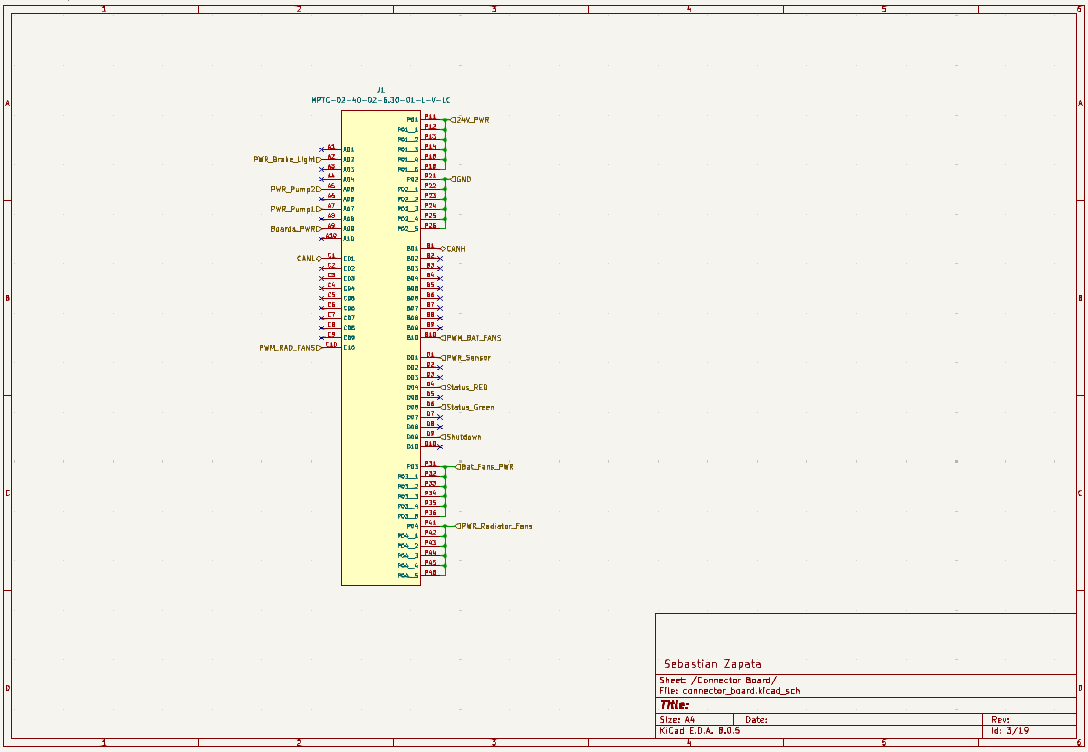 1 2 3 4 5 6
A A
B B
C C
D D
J1
MPTC-02-40-02-6.30-01-L-V-LC
A1 A01
PWR_Brake_Light A2 A02
A3 A03
A4 A04
PWR_Pump2 A5 A05
A6 A06
PWR_Pump1 A7 A07
A8 A08
Boards_PWR A9 A09
A10 A10
CANL C1 C01
C2 C02
C3 C03
C4 C04
C5 C05
C6 C06
C7 C07
C8 C08
C9 C09
PWM_RAD_FANS C10 C10
P01 P11 24V_PWR
P01_1 P12
P01_2 P13
P01_3 P14
P01_4 P15
P01_5 P16
P02 P21 GND
P02_1 P22
P02_2 P23
P02_3 P24
P02_4 P25
P02_5 P26
B01 B1 CANH
B02 B2
B03 B3
B04 B4
B05 B5
B06 B6
B07 B7
B08 B8
B09 B9
B10 B10 PWM_BAT_FANS
D01 D1 PWR_Sensor
D02 D2
D03 D3
D04 D4 Status_RED
D05 D5
D06 D6 Status_Green
D07 D7
D08 D8
D09 D9 Shutdown
D10 D10
P03 P31 Bat_Fans_PWR
P03_1 P32
P03_2 P33
P03_3 P34
P03_4 P35
P03_5 P36
P04 P41 PWR_Radiator_Fans
P04_1 P42
P04_2 P43
P04_3 P44
P04_4 P45
P04_5 P46
Sebastian Zapata
Sheet: /Connector Board/
File: connector_board.kicad_sch
Title:
Size: A4 Date: Rev:
KiCad E.D.A. 8.0.5 Id: 3/19
1 2 3 4 5 6